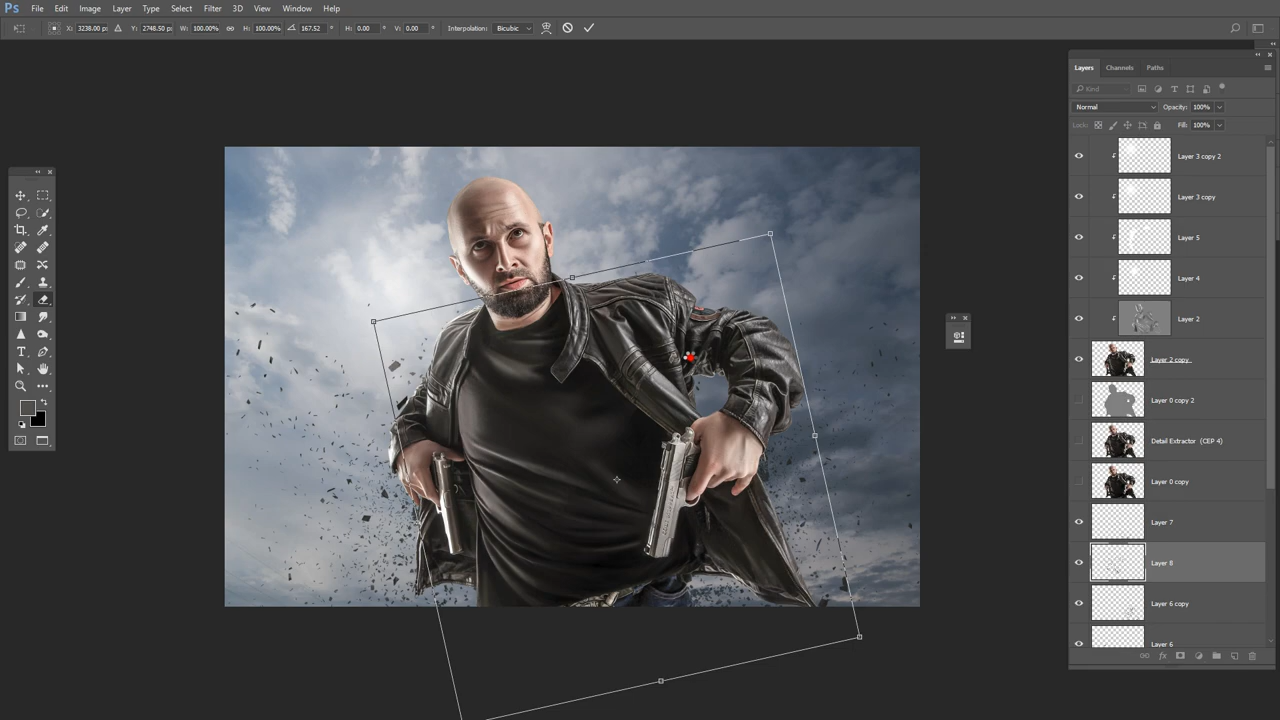 Ps File Edit Image Layer Type Select Filter 3D View Window Help
X: 3238.00 px Y: 2748.50 px W: 100.00% H: 100.00% 167.52 ° H: 0.00 ° V: 0.00 ° Interpolation: Bicubic
Layers Channels Paths
Kind
Normal Opacity: 100%
Lock: Fill: 100%
Layer 3 copy 2
Layer 3 copy
Layer 5
Layer 4
Layer 2
Layer 2 copy
Layer 0 copy 2
Detail Extractor (CEP 4)
Layer 0 copy
Layer 7
Layer 8
Layer 6 copy
Layer 6
T
fx